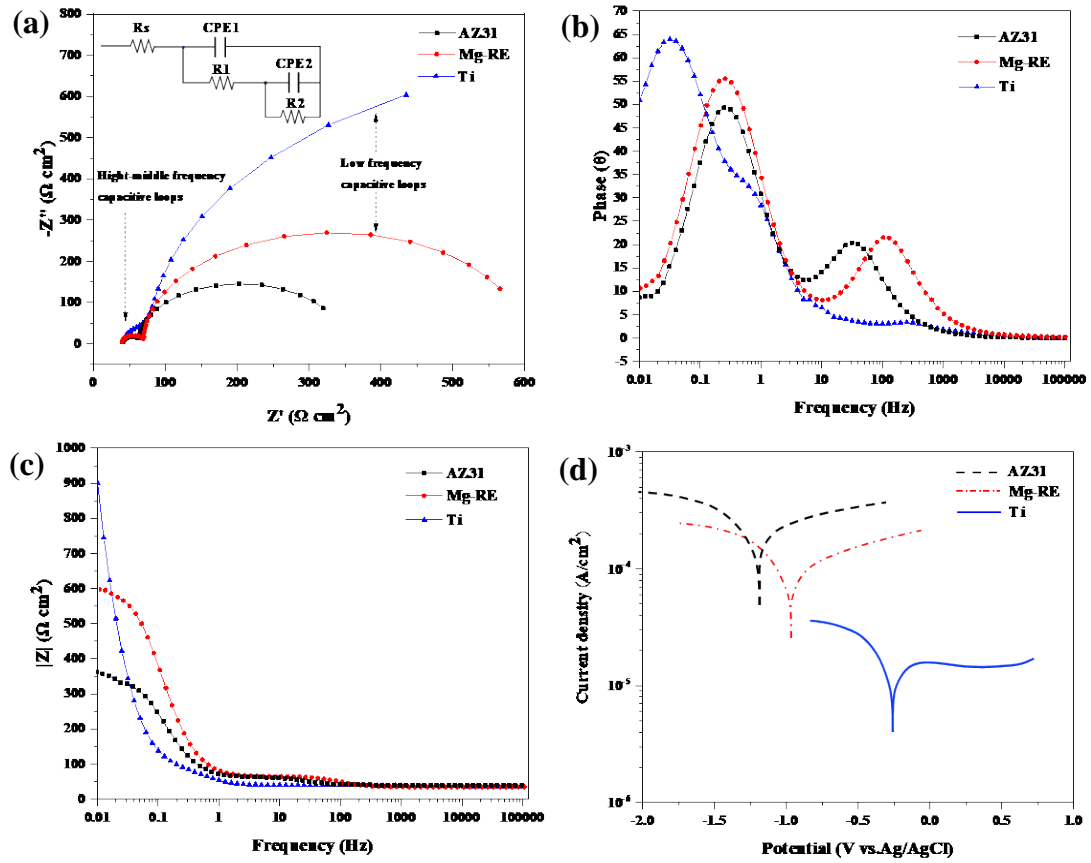 (a)
800
700
600
500
400
300
200
100
0
-Z'' (Ω cm²)
Rs
CPE1
R1
CPE2
R2
AZ31
Mg-RE
Ti
Hight-middle frequency
capacitive loops
Low frequency
capacitive loops
0 100 200 300 400 500 600
Z' (Ω cm²)
(b)
70
65
60
55
50
45
40
35
30
25
20
15
10
5
0
-5
Phase (θ)
AZ31
Mg-RE
Ti
0.01 0.1 1 10 100 1000 10000 100000
Frequency (Hz)
(c)
1000
900
800
700
600
500
400
300
200
100
0
|Z| (Ω cm²)
AZ31
Mg-RE
Ti
0.01 0.1 1 10 100 1000 10000 100000
Frequency (Hz)
(d)
10⁻³
10⁻⁴
10⁻⁵
10⁻⁶
Current density (A/cm²)
AZ31
Mg-RE
Ti
-2.0 -1.5 -1.0 -0.5 0.0 0.5 1.0
Potential (V vs.Ag/AgCl)